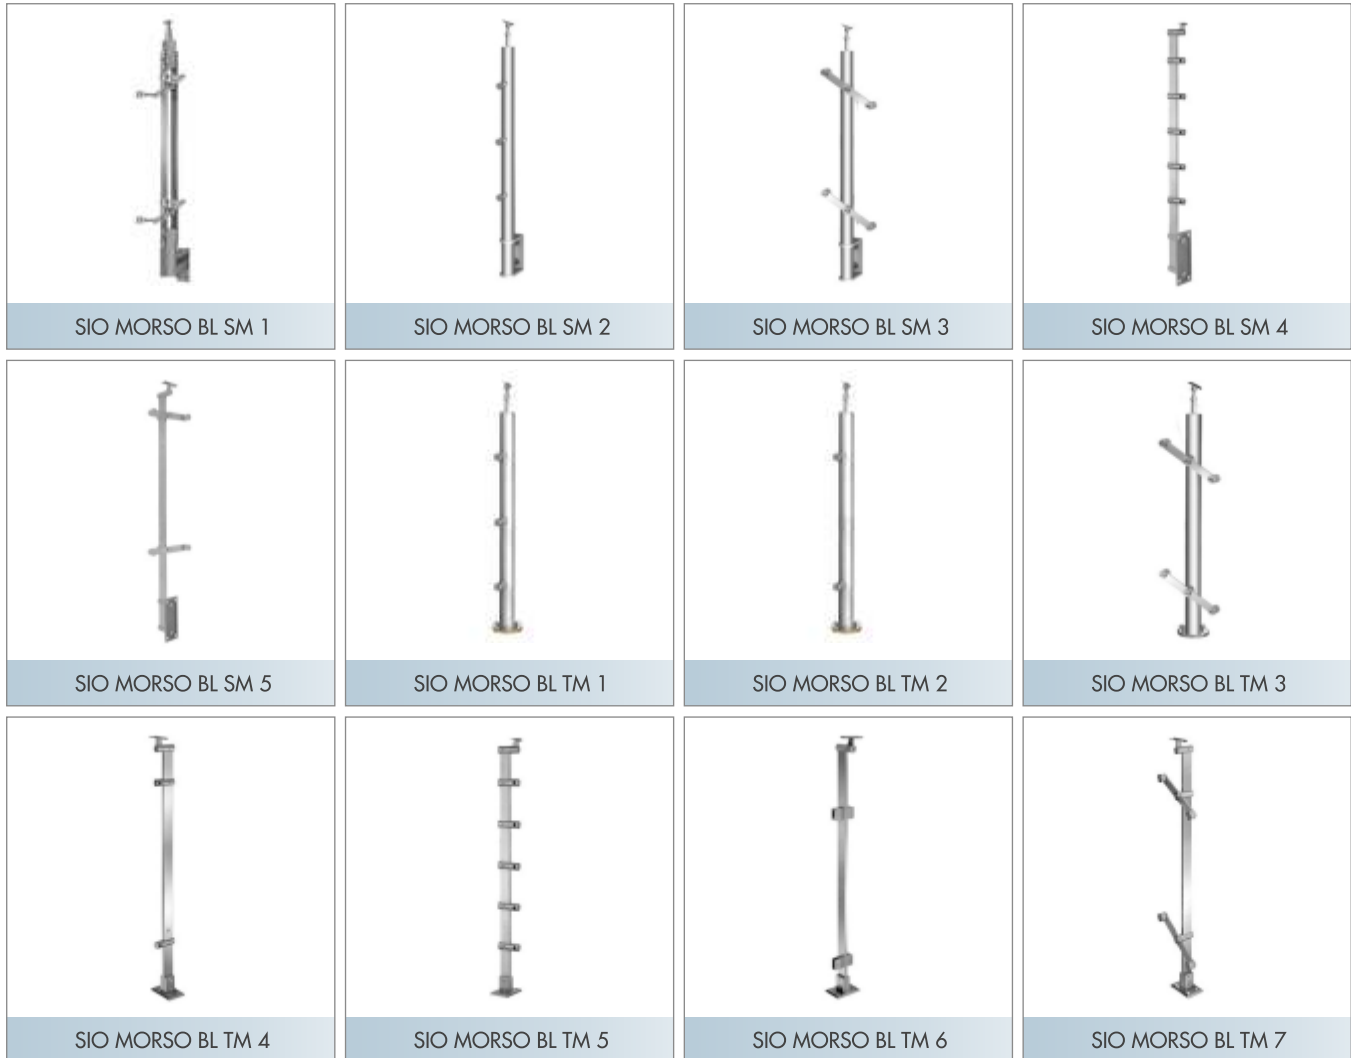 SIO MORSO BL SM 1
SIO MORSO BL SM 2
SIO MORSO BL SM 3
SIO MORSO BL SM 4
SIO MORSO BL SM 5
SIO MORSO BL TM 1
SIO MORSO BL TM 2
SIO MORSO BL TM 3
SIO MORSO BL TM 4
SIO MORSO BL TM 5
SIO MORSO BL TM 6
SIO MORSO BL TM 7